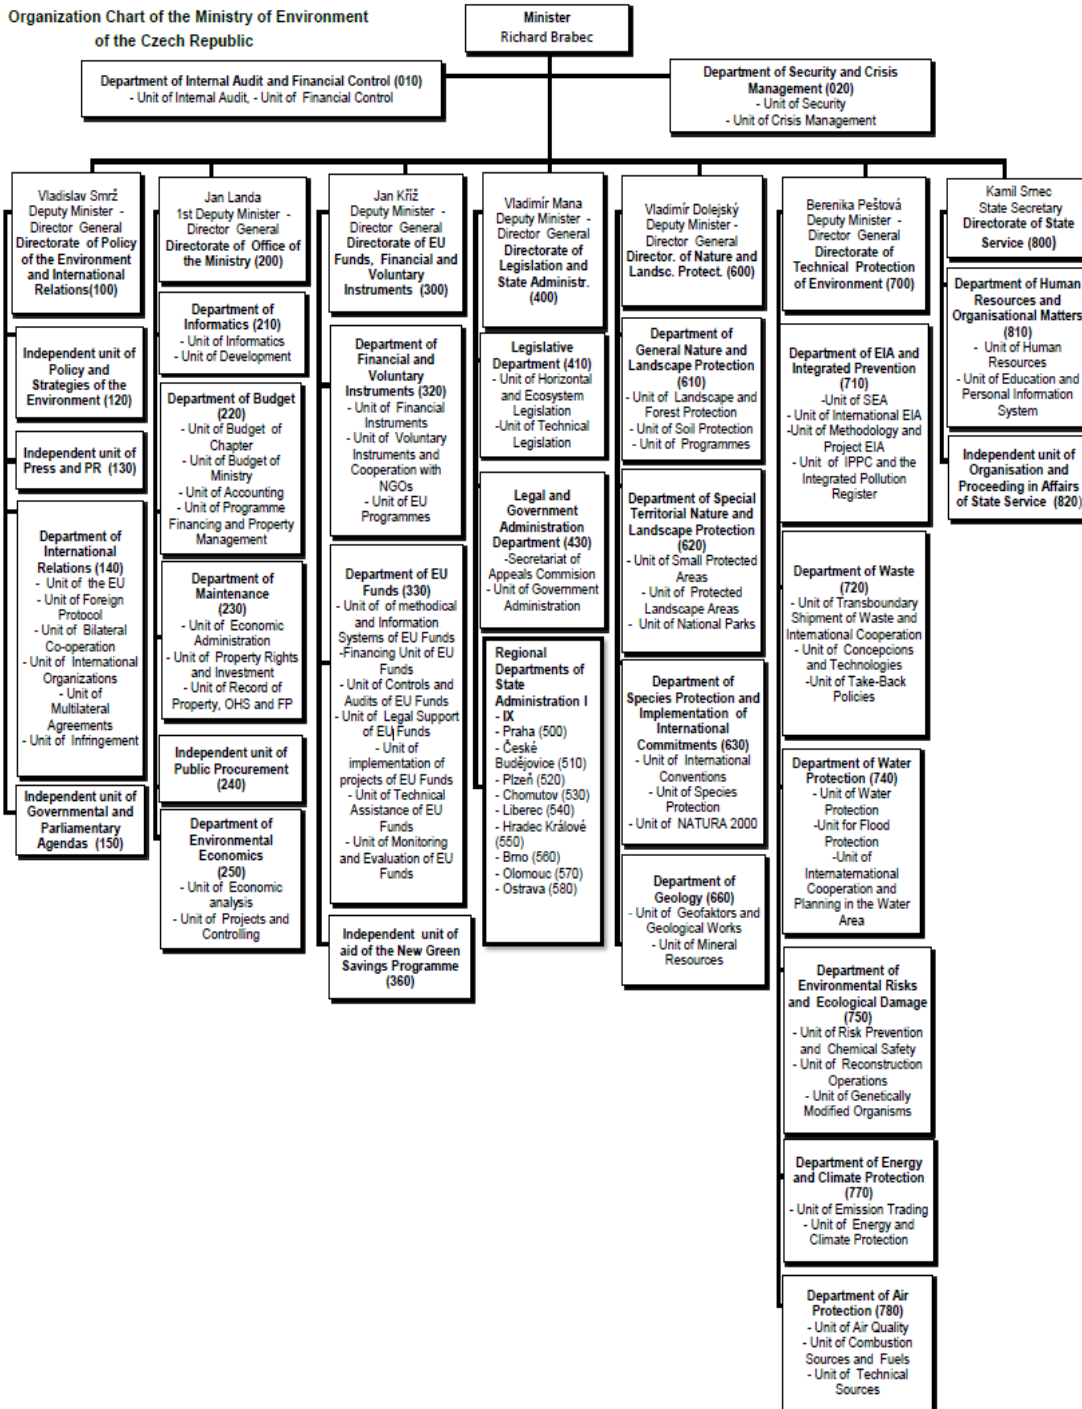 Organization Chart of the Ministry of Environment
of the Czech Republic
Minister
Richard Brabec
Department of Internal Audit and Financial Control (010)
- Unit of Internal Audit, - Unit of Financial Control
Department of Security and Crisis
Management (020)
- Unit of Security
- Unit of Crisis Management
Vladislav Smrž
Deputy Minister -
Director General
Directorate of Policy
of the Environment
and International
Relations(100)
Independent unit of
Policy and
Strategies of the
Environment (120)
Independent unit of
Press and PR (130)
Department of
International
Relations (140)
- Unit of the EU
- Unit of Foreign
Protocol
- Unit of Bilateral
Co-operation
- Unit of International
Organizations
- Unit of
Multilateral
Agreements
- Unit of Infringement
Independent unit of
Governmental and
Parliamentary
Agendas (150)
Jan Landa
1st Deputy Minister -
Director General
Directorate of Office of
the Ministry (200)
Department of
Informatics (210)
- Unit of Informatics
- Unit of Development
Department of Budget
(220)
- Unit of Budget of
Chapter
- Unit of Budget of
Ministry
- Unit of Accounting
- Unit of Programme
Financing and Property
Management
Department of
Maintenance
(230)
- Unit of Economic
Administration
- Unit of Property Rights
and Investment
- Unit of Record of
Property, OHS and FP
Independent unit of
Public Procurement
(240)
Department of
Environmental
Economics
(250)
- Unit of Economic
analysis
- Unit of Projects and
Controlling
Jan Kříž
Deputy Minister -
Director General
Directorate of EU
Funds, Financial and
Voluntary
Instruments (300)
Department of
Financial and
Voluntary
Instruments (320)
- Unit of Financial
Instruments
- Unit of Voluntary
Instruments and
Cooperation with
NGOs
- Unit of EU
Programmes
Department of EU
Funds (330)
- Unit of of methodical
and Information
Systems of EU Funds
-Financing Unit of EU
Funds
- Unit of Controls and
Audits of EU Funds
- Unit of Legal Support
of EU Funds
- Unit of
implementation of
projects of EU Funds
- Unit of Technical
Assistance of EU
Funds
- Unit of Monitoring
and Evaluation of EU
Funds
Independent unit of
aid of the New Green
Savings Programme
(360)
Vladimír Mana
Deputy Minister -
Director General
Directorate of
Legislation and
State Administr.
(400)
Legislative
Department (410)
- Unit of Horizontal
and Ecosystem
Legislation
-Unit of Technical
Legislation
Legal and
Government
Administration
Department (430)
-Secretariat of
Appeals Commision
- Unit of Government
Administration
Regional
Departments of
State
Administration I
- IX
- Praha (500)
- České
Budějovice (510)
- Plzeň (520)
- Chomutov (530)
- Liberec (540)
- Hradec Králové
(550)
- Brno (560)
- Olomouc (570)
- Ostrava (580)
Vladimír Dolejský
Deputy Minister -
Director General
Director. of Nature and
Landsc. Protect. (600)
Department of
General Nature and
Landscape Protection
(610)
- Unit of Landscape and
Forest Protection
- Unit of Soil Protection
- Unit of Programmes
Department of Special
Territorial Nature and
Landscape Protection
(620)
- Unit of Small Protected
Areas
- Unit of Protected
Landscape Areas
- Unit of National Parks
Department of
Species Protection and
Implementation of
International
Commitments (630)
- Unit of International
Conventions
- Unit of Species
Protection
- Unit of NATURA 2000
Department of
Geology (660)
- Unit of Geofaktors and
Geological Works
- Unit of Mineral
Resources
Berenika Peštová
Deputy Minister -
Director General
Directorate of
Technical Protection
of Environment (700)
Department of EIA and
Integrated Prevention
(710)
-Unit of SEA
- Unit of International EIA
-Unit of Methodology and
Project EIA
- Unit of IPPC and the
Integrated Pollution
Register
Department of Waste
(720)
- Unit of Transboundary
Shipment of Waste and
International Cooperation
- Unit of Concepcions
and Technologies
-Unit of Take-Back
Policies
Department of Water
Protection (740)
- Unit of Water
Protection
-Unit for Flood
Protection
-Unit of
Internaternational
Cooperation and
Planning in the Water
Area
Department of
Environmental Risks
and Ecological Damage
(750)
- Unit of Risk Prevention
and Chemical Safety
- Unit of Reconstruction
Operations
- Unit of Genetically
Modified Organisms
Department of Energy
and Climate Protection
(770)
- Unit of Emission Trading
- Unit of Energy and
Climate Protection
Department of Air
Protection (780)
- Unit of Air Quality
- Unit of Combustion
Sources and Fuels
- Unit of Technical
Sources
Kamil Srnec
State Secretary
Directorate of State
Service (800)
Department of Human
Resources and
Organisational Matters
(810)
- Unit of Human
Resources
- Unit of Education and
Personal Information
System
Independent unit of
Organisation and
Proceeding in Affairs
of State Service (820)